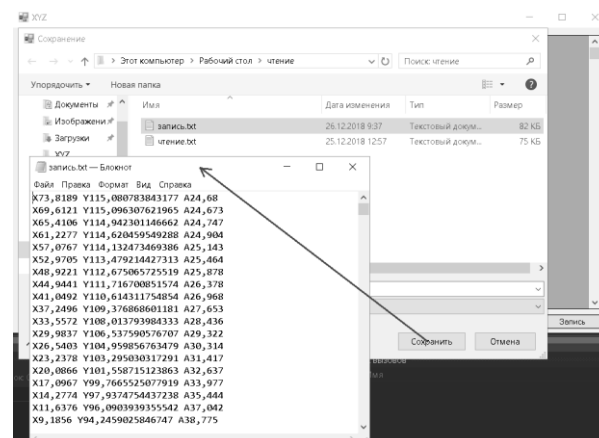 XYZ
Сохранение
Этот компьютер > Рабочий стол > чтение
Поиск: чтение
Упорядочить
Новая папка
Документы
Изображения
Загрузки
XYZ
Имя Дата изменения Тип Размер
запись.txt 26.12.2018 9:37 Текстовый докум... 82 КБ
чтение.txt 25.12.2018 12:57 Текстовый докум... 75 КБ
запись.txt — Блокнот
Файл Правка Формат Вид Справка
X73,8189 Y115,080783843177 A24,68
X69,6121 Y115,096307621965 A24,673
X65,4106 Y114,942301146662 A24,747
X61,2277 Y114,620459549288 A24,904
X57,0767 Y114,132473469386 A25,143
X52,9705 Y113,479214427313 A25,464
X48,9221 Y112,675065725519 A25,878
X44,9441 Y111,716700851574 A26,378
X41,0492 Y110,614311754854 A26,968
X37,2496 Y109,376868601181 A27,653
X33,5572 Y108,013793984333 A28,436
X29,9837 Y106,537590576707 A29,322
X26,5403 Y104,959856763479 A30,314
X23,2378 Y103,295030317291 A31,417
X20,0866 Y101,558715123863 A32,637
X17,0967 Y99,7665525077919 A33,977
X14,2774 Y97,9374754437238 A35,444
X11,6376 Y96,0903939355542 A37,042
X9,1856 Y94,2459025846747 A38,775
Сохранить
Отмена
Запись
вызовов
Имя